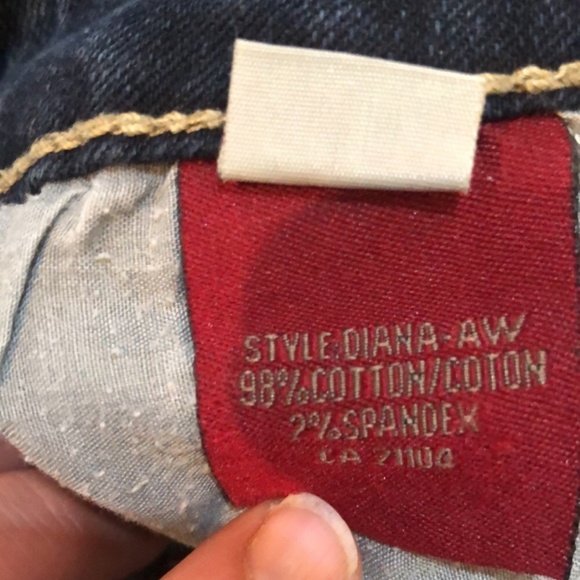 STYLE:DIANA-AW
98%COTTON/COTON
2%SPANDEX
CA 21104